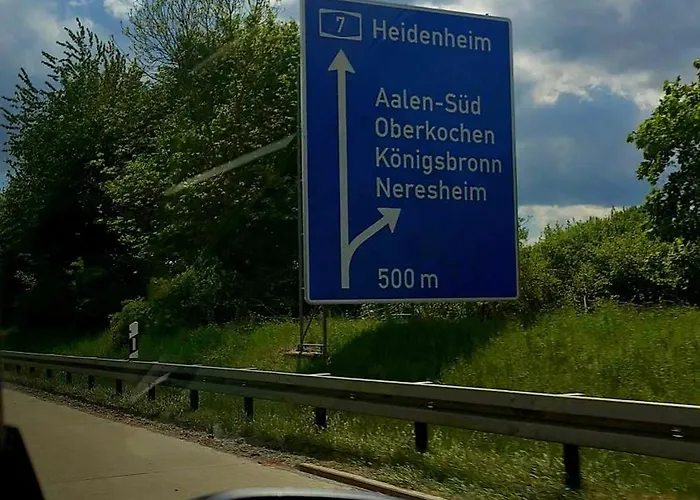 7 Heidenheim
Aalen-Süd
Oberkochen
Königsbronn
Neresheim
500 m